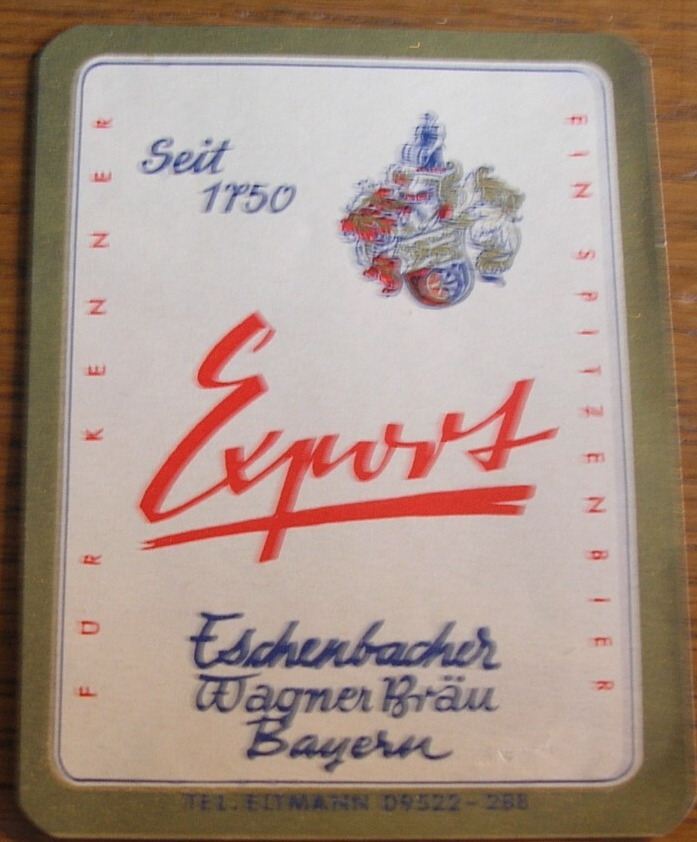 Seit
1750
FÜR KENNER
EIN SPITZENBIER
Export
Eschenbacher
Wagner Bräu
Bayern
TEL. ELTMANN 09522-288